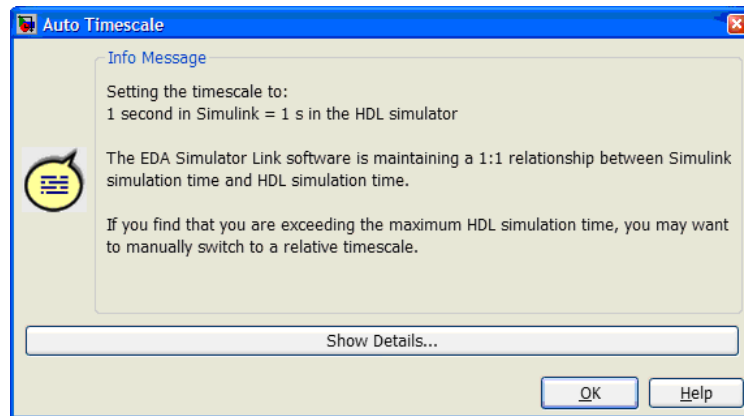 Auto Timescale
Info Message
Setting the timescale to:
1 second in Simulink = 1 s in the HDL simulator
The EDA Simulator Link software is maintaining a 1:1 relationship between Simulink
simulation time and HDL simulation time.
If you find that you are exceeding the maximum HDL simulation time, you may want
to manually switch to a relative timescale.
Show Details...
OK
Help